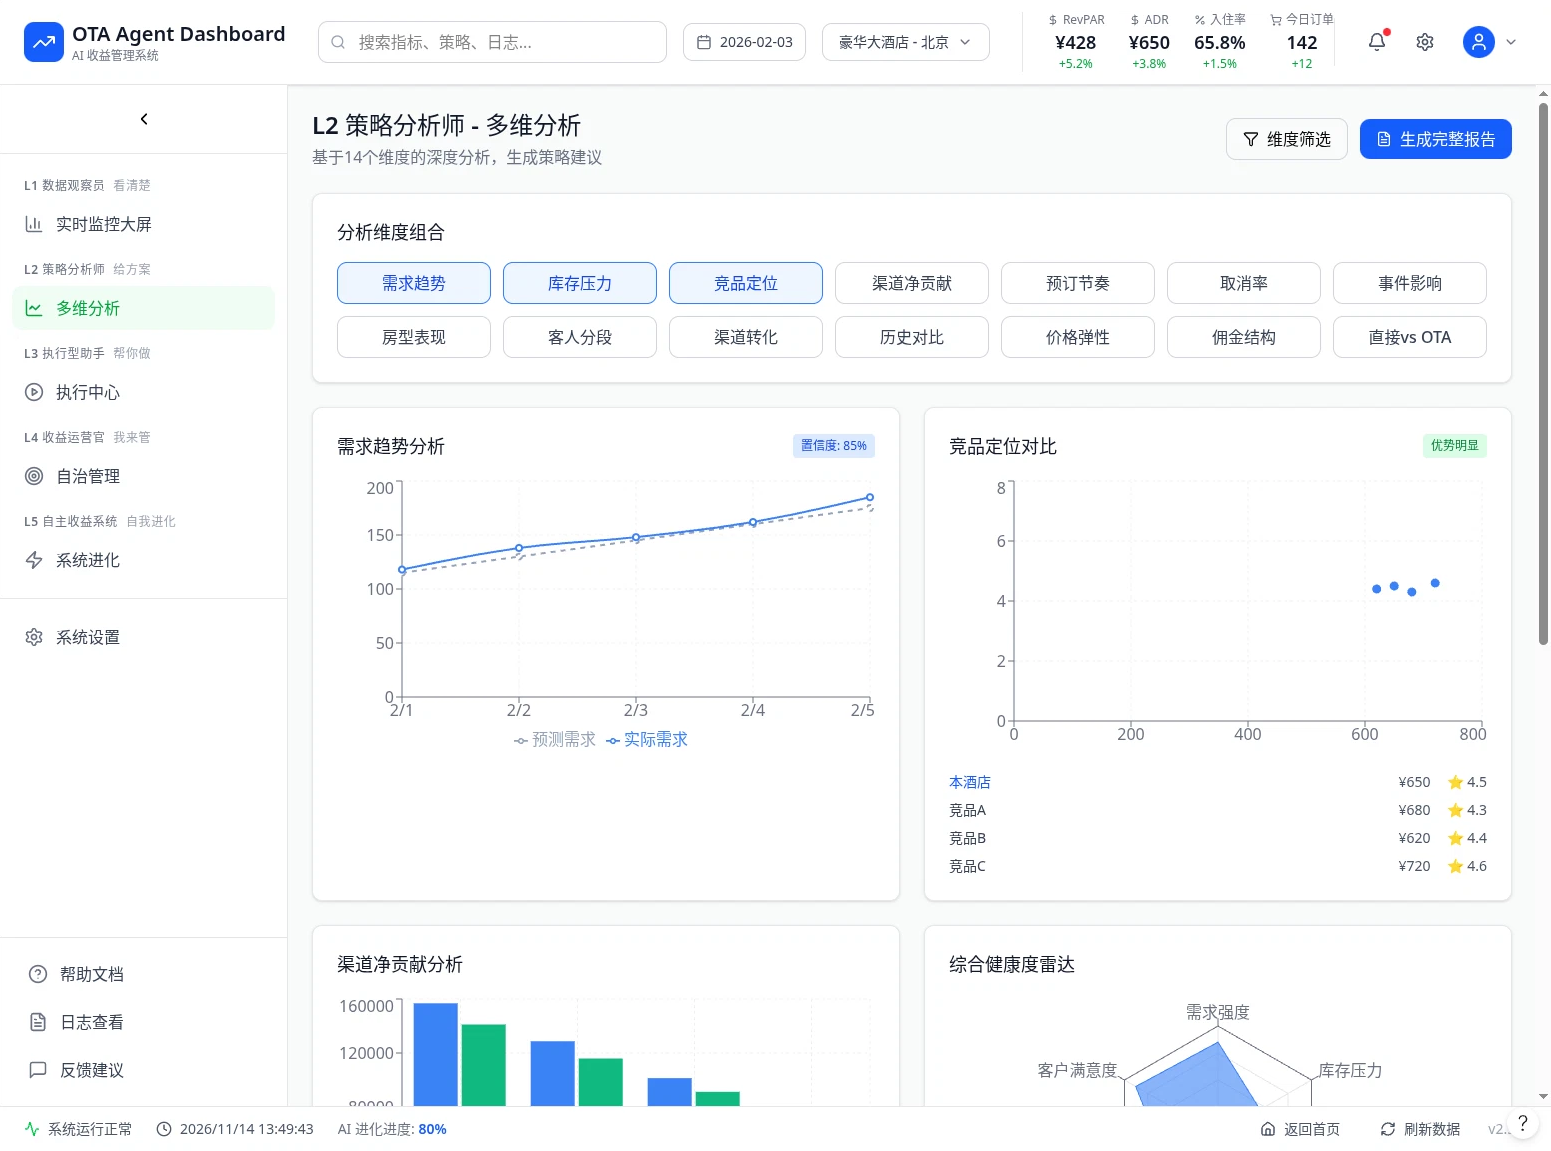 OTA Agent Dashboard
AI 收益管理系统
搜索指标、策略、日志...
2026-02-03
豪华大酒店 - 北京
RevPAR
¥428
+5.2%
ADR
¥650
+3.8%
入住率
65.8%
+1.5%
今日订单
142
+12
L1 数据观察员 看清楚
实时监控大屏
L2 策略分析师 给方案
多维分析
L3 执行型助手 帮你做
执行中心
L4 收益运营官 我来管
自治管理
L5 自主收益系统 自我进化
系统进化
系统设置
帮助文档
日志查看
反馈建议
L2 策略分析师 - 多维分析
基于14个维度的深度分析，生成策略建议
维度筛选
生成完整报告
分析维度组合
需求趋势 库存压力 竞品定位 渠道净贡献 预订节奏 取消率 事件影响
房型表现 客人分段 渠道转化 历史对比 价格弹性 佣金结构 直接vs OTA
需求趋势分析
置信度: 85%
200
150
100
50
0
2/1 2/2 2/3 2/4 2/5
预测需求 实际需求
竞品定位对比
优势明显
8
6
4
2
0
0 200 400 600 800
本酒店 ¥650 ⭐ 4.5
竞品A ¥680 ⭐ 4.3
竞品B ¥620 ⭐ 4.4
竞品C ¥720 ⭐ 4.6
渠道净贡献分析
160000
120000
80000
综合健康度雷达
需求强度
客户满意度
库存压力
系统运行正常
2026/11/14 13:49:43
AI 进化进度: 80%
返回首页
刷新数据
v2.
?